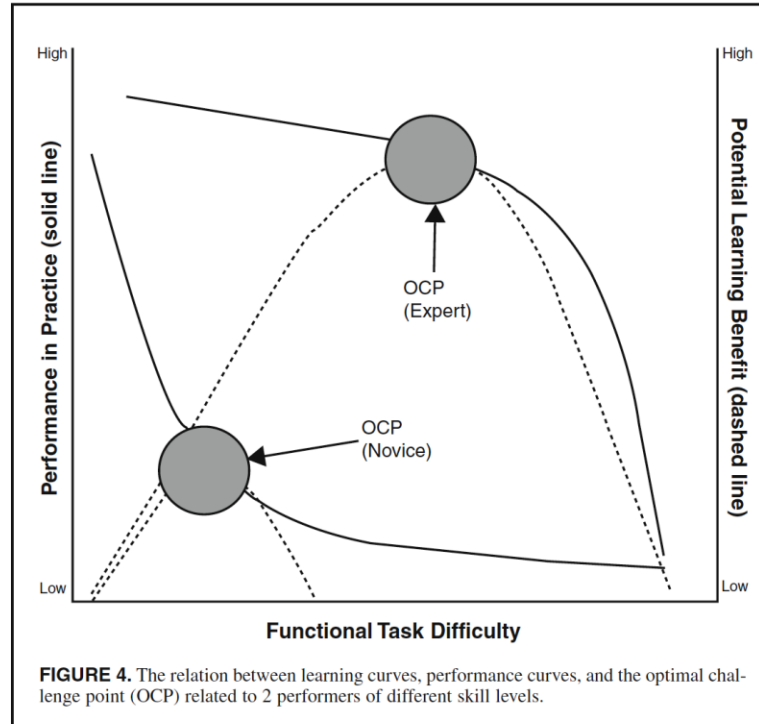 High
High
Performance in Practice (solid line)
Potential Learning Benefit (dashed line)
OCP
(Expert)
OCP
(Novice)
Low
Low
Functional Task Difficulty
FIGURE 4. The relation between learning curves, performance curves, and the optimal chal-
lenge point (OCP) related to 2 performers of different skill levels.